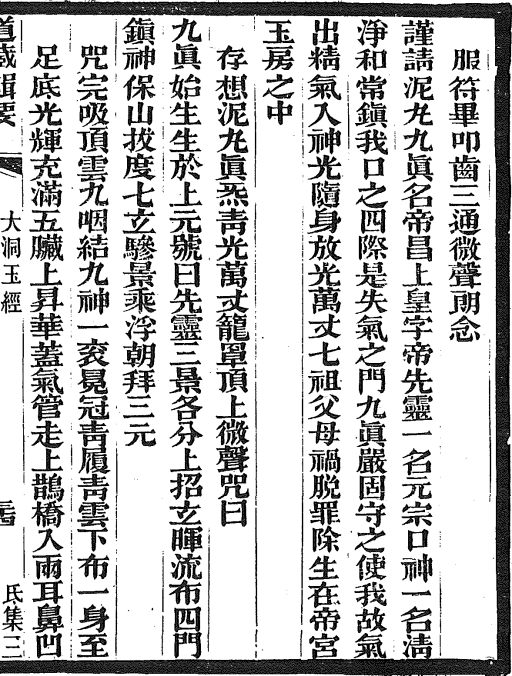 服符畢叩齒三通微聲朗念
謹請泥丸九眞名帝昌上皇字帝先靈一名元宗口神一名淸
淨和常鎭我口之四際是失氣之門九眞嚴固守之使我故氣
出精氣入神光隨身放光萬丈七祖父母禍脫罪除生在帝宮
玉房之中
存想泥丸眞炁靑光萬丈籠罩頂上微聲咒曰
九眞始生生於上元號曰先靈三景各分上招玄暉流布四門
鎭神保山拔度七玄驂景乘浮朝拜三元
咒完吸頂雲九咽結九神一衮冕冠靑履靑雲下布一身至
足底光輝充滿五臟上昇華蓋氣管走上鵲橋入兩耳鼻凹
道藏輯要
大洞玉經
氐集三